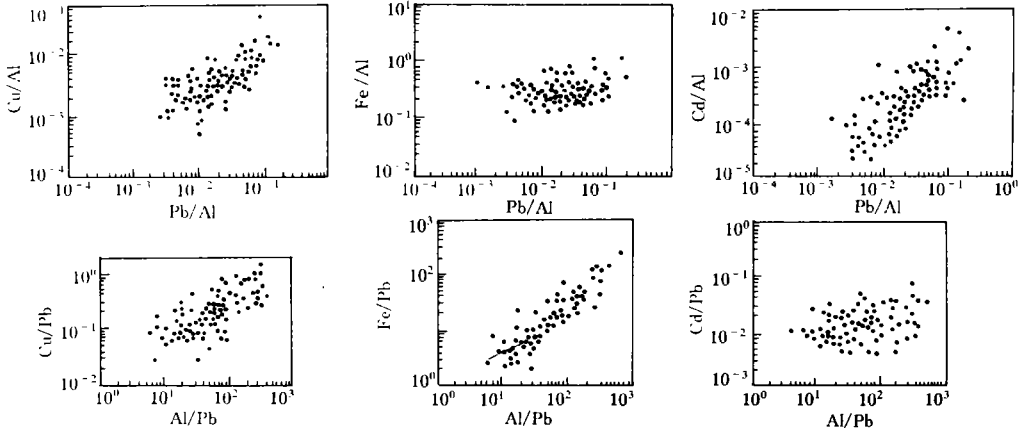 Cu/Al
10⁻¹
10⁻²
10⁻³
10⁻⁴
10⁻⁴ 10⁻³ 10⁻² 10⁻¹
Pb/Al
Fe/Al
10¹
10⁰
10⁻¹
10⁻²
10⁻⁴ 10⁻³ 10⁻² 10⁻¹
Pb/Al
Cd/Al
10⁻²
10⁻³
10⁻⁴
10⁻⁵
10⁻⁴ 10⁻³ 10⁻² 10⁻¹ 10⁰
Pb/Al
Cu/Pb
10⁰
10⁻¹
10⁻²
10⁰ 10¹ 10² 10³
Al/Pb
Fe/Pb
10³
10²
10¹
10⁰
10¹ 10² 10³
Al/Pb
Cd/Pb
10⁰
10⁻¹
10⁻²
10⁻³
10⁰ 10¹ 10² 10³
Al/Pb